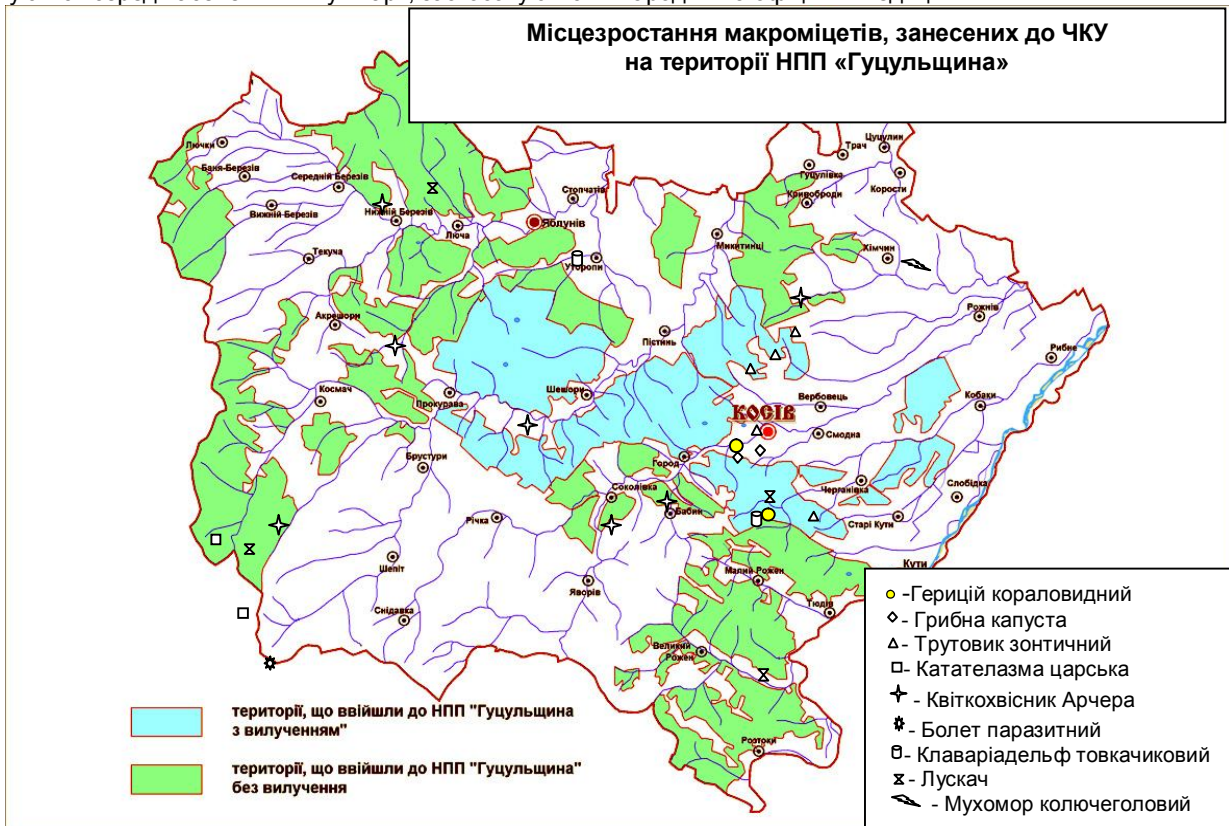 Місцезростання макроміцетів, занесених до ЧКУ
на території НПП «Гуцульщина»
Лючки
Баня-Березів
Середній Березів
Вижній Березів
Нижній Березів
Люча
Текуча
Яблунів
Стопчатів
Уторопи
Микитинці
Трач
Цуцулин
Гуцулівка
Корости
Кривоброди
Хімчин
Рожнів
Рибне
Акрешори
Космач
Прокурава
Шешори
Пістинь
Вербовець
КОСІВ
Смодна
Кобаки
Брустури
Город
Соколівка
Бабин
Черганівка
Слобідка
Старі Кути
Річка
Шепіт
Снідавка
Яворів
Малий Рожен
Кути
Тюдів
Великий
Рожен
Розтоки
території, що ввійшли до НПП "Гуцульщина
з вилученням"
території, що ввійшли до НПП "Гуцульщина"
без вилучення
-Герицій кораловидний
- Грибна капуста
- Трутовик зонтичний
- Катателазма царська
- Квіткохвісник Арчера
- Болет паразитний
- Клаваріадельф товкачиковий
- Лускач
- Мухомор колючеголовий